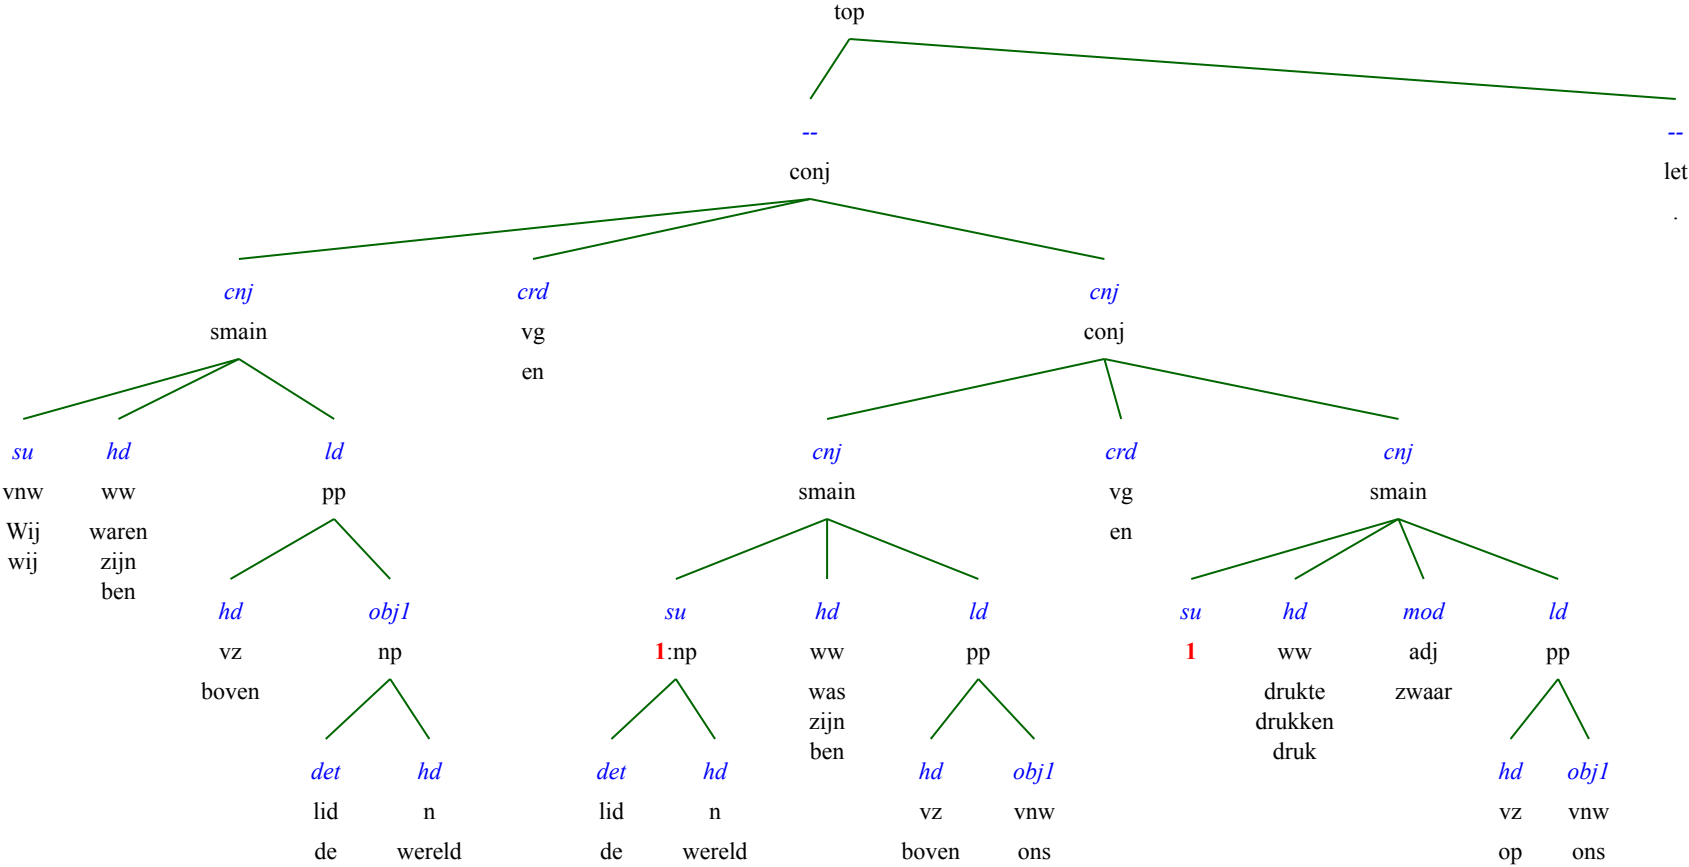 top
-- --
conj let
.
cnj crd cnj
smain vg conj
en
su hd ld cnj crd cnj
vnw ww pp smain vg smain
Wij waren en
wij zijn
ben
hd obj1 su hd ld su hd mod ld
vz np 1:np ww pp 1 ww adj pp
boven was drukte zwaar
zijn drukken
ben druk
det hd det hd hd obj1 hd obj1
lid n lid n vz vnw vz vnw
de wereld de wereld boven ons op ons